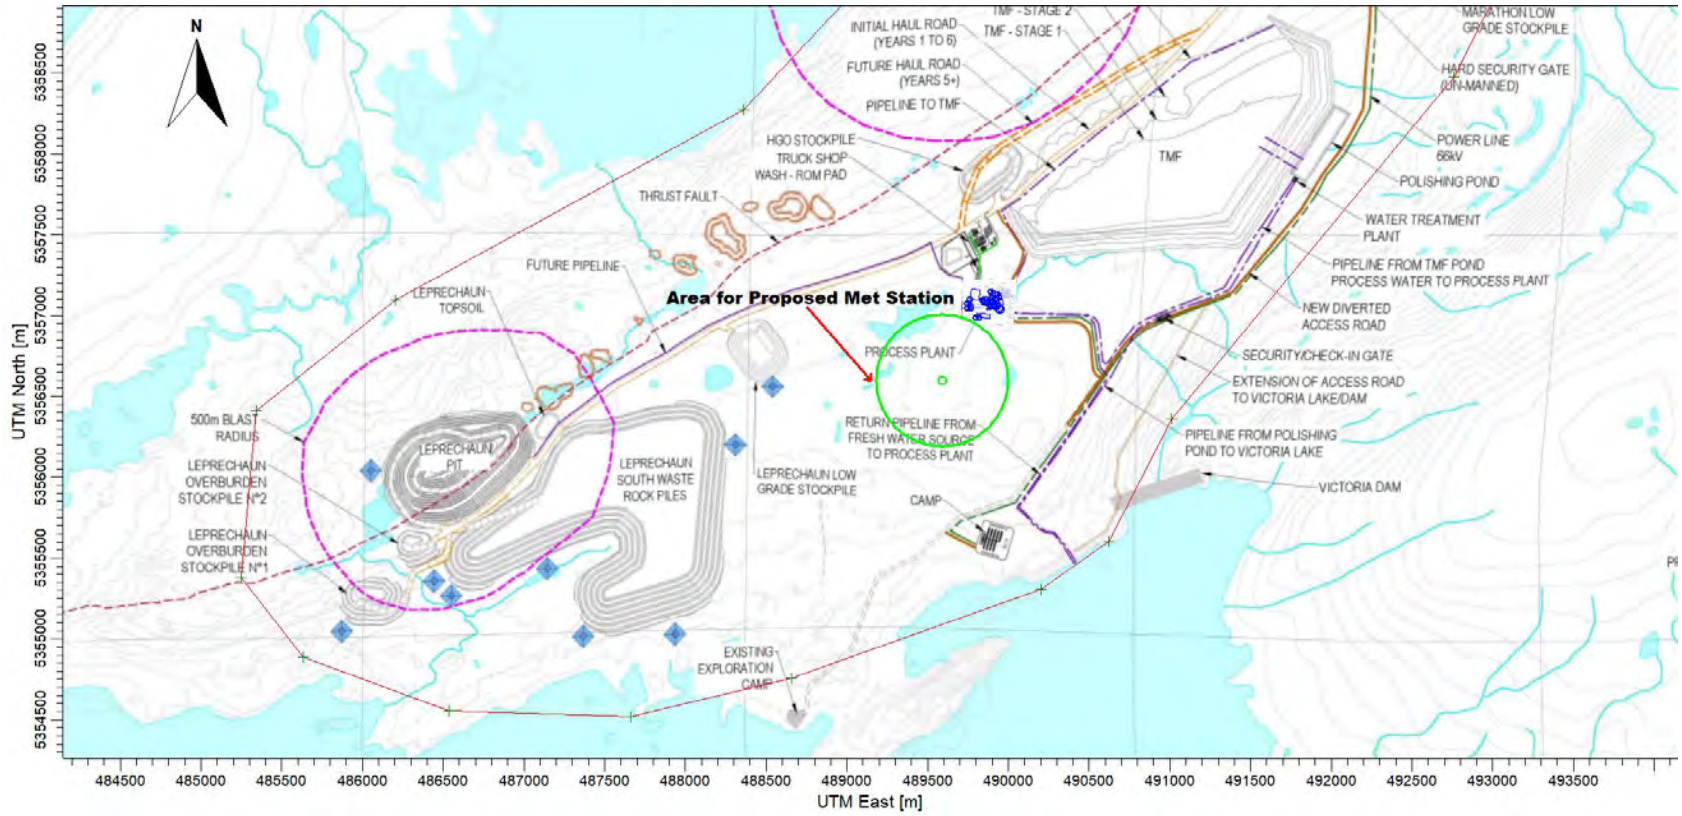 TMF - STAGE 2
TMF - STAGE 1
INITIAL HAUL ROAD
(YEARS 1 TO 6)
FUTURE HAUL ROAD
(YEARS 5+)
PIPELINE TO TMF
HGO STOCKPILE
TRUCK SHOP
WASH - ROM PAD
THRUST FAULT
FUTURE PIPELINE
LEPRECHAUN
TOPSOIL
Area for Proposed Met Station
PROCESS PLANT
TMF
MARATHON LOW
GRADE STOCKPILE
HARD SECURITY GATE
(UN-MANNED)
POWER LINE
66kV
POLISHING POND
WATER TREATMENT
PLANT
PIPELINE FROM TMF POND
PROCESS WATER TO PROCESS PLANT
NEW DIVERTED
ACCESS ROAD
SECURITY/CHECK-IN GATE
EXTENSION OF ACCESS ROAD
TO VICTORIA LAKE/DAM
PIPELINE FROM POLISHING
POND TO VICTORIA LAKE
VICTORIA DAM
RETURN PIPELINE FROM
FRESH WATER SOURCE
TO PROCESS PLANT
CAMP
500m BLAST
RADIUS
LEPRECHAUN
OVERBURDEN
STOCKPILE N°2
LEPRECHAUN
OVERBURDEN
STOCKPILE N°1
LEPRECHAUN
PIT
LEPRECHAUN
SOUTH WASTE
ROCK PILES
LEPRECHAUN LOW
GRADE STOCKPILE
EXISTING
EXPLORATION
CAMP
N
UTM North [m]
5358500
5358000
5357500
5357000
5356500
5356000
5355500
5355000
5354500
484500 485000 485500 486000 486500 487000 487500 488000 488500 489000 489500 490000 490500 491000 491500 492000 492500 493000 493500
UTM East [m]